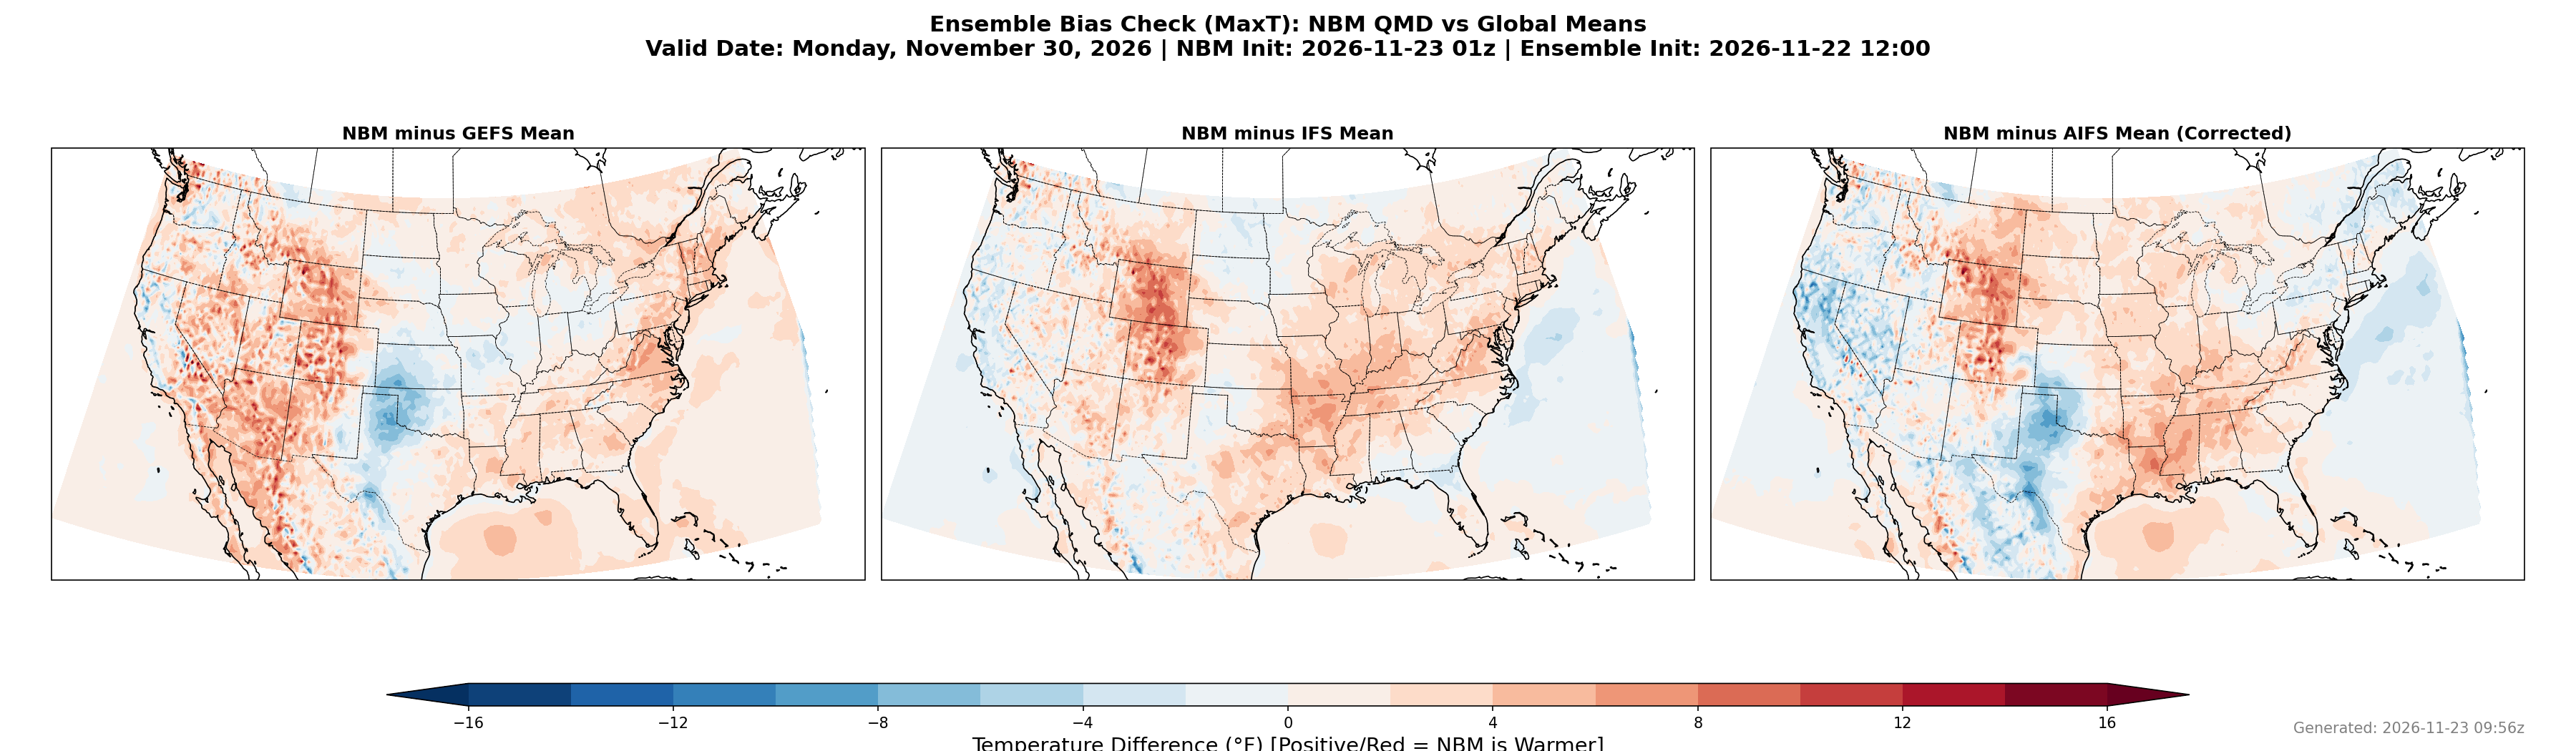 Ensemble Bias Check (MaxT): NBM QMD vs Global Means
Valid Date: Monday, November 30, 2026 | NBM Init: 2026-11-23 01z | Ensemble Init: 2026-11-22 12:00
NBM minus GEFS Mean
NBM minus IFS Mean
NBM minus AIFS Mean (Corrected)
−16 −12 −8 −4 0 4 8 12 16
Temperature Difference (°F) [Positive/Red = NBM is Warmer]
Generated: 2026-11-23 09:56z